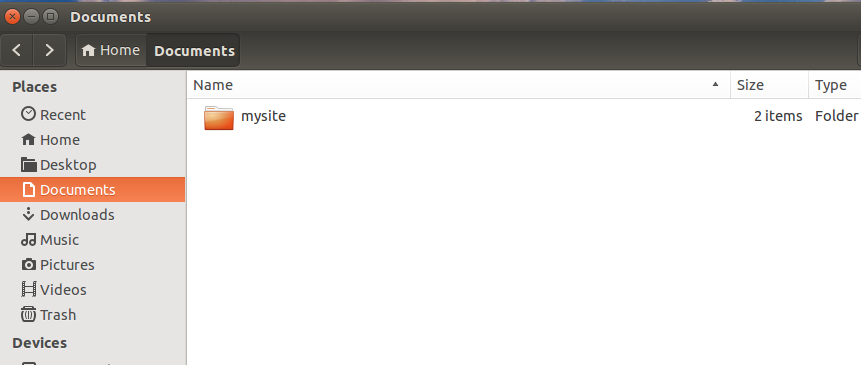 Documents
Home Documents
Places
Name Size Type
Recent
mysite 2 items Folder
Home
Desktop
Documents
Downloads
Music
Pictures
Videos
Trash
Devices